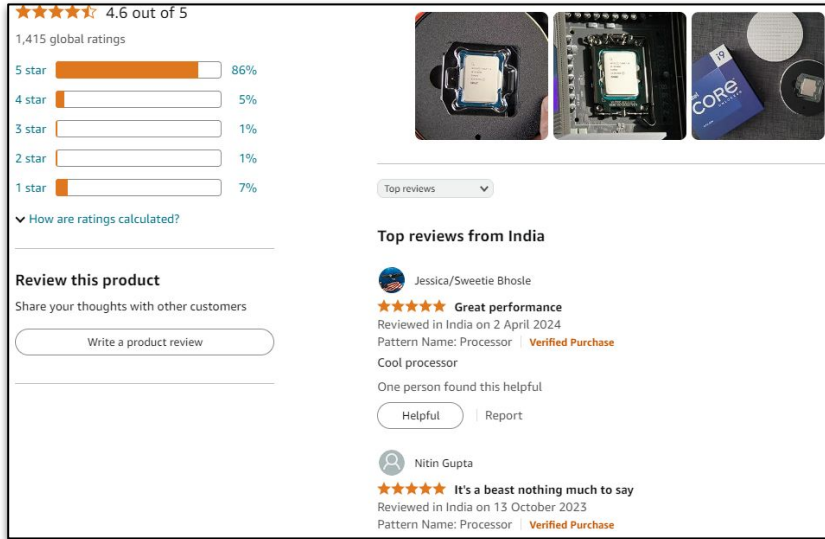 4.6 out of 5
1,415 global ratings
5 star 86%
4 star 5%
3 star 1%
2 star 1%
1 star 7%
How are ratings calculated?
Review this product
Share your thoughts with other customers
Write a product review
i9
CORE
Top reviews
Top reviews from India
Jessica/Sweetie Bhosle
Great performance
Reviewed in India on 2 April 2024
Pattern Name: Processor | Verified Purchase
Cool processor
One person found this helpful
Helpful | Report
Nitin Gupta
It's a beast nothing much to say
Reviewed in India on 13 October 2023
Pattern Name: Processor | Verified Purchase